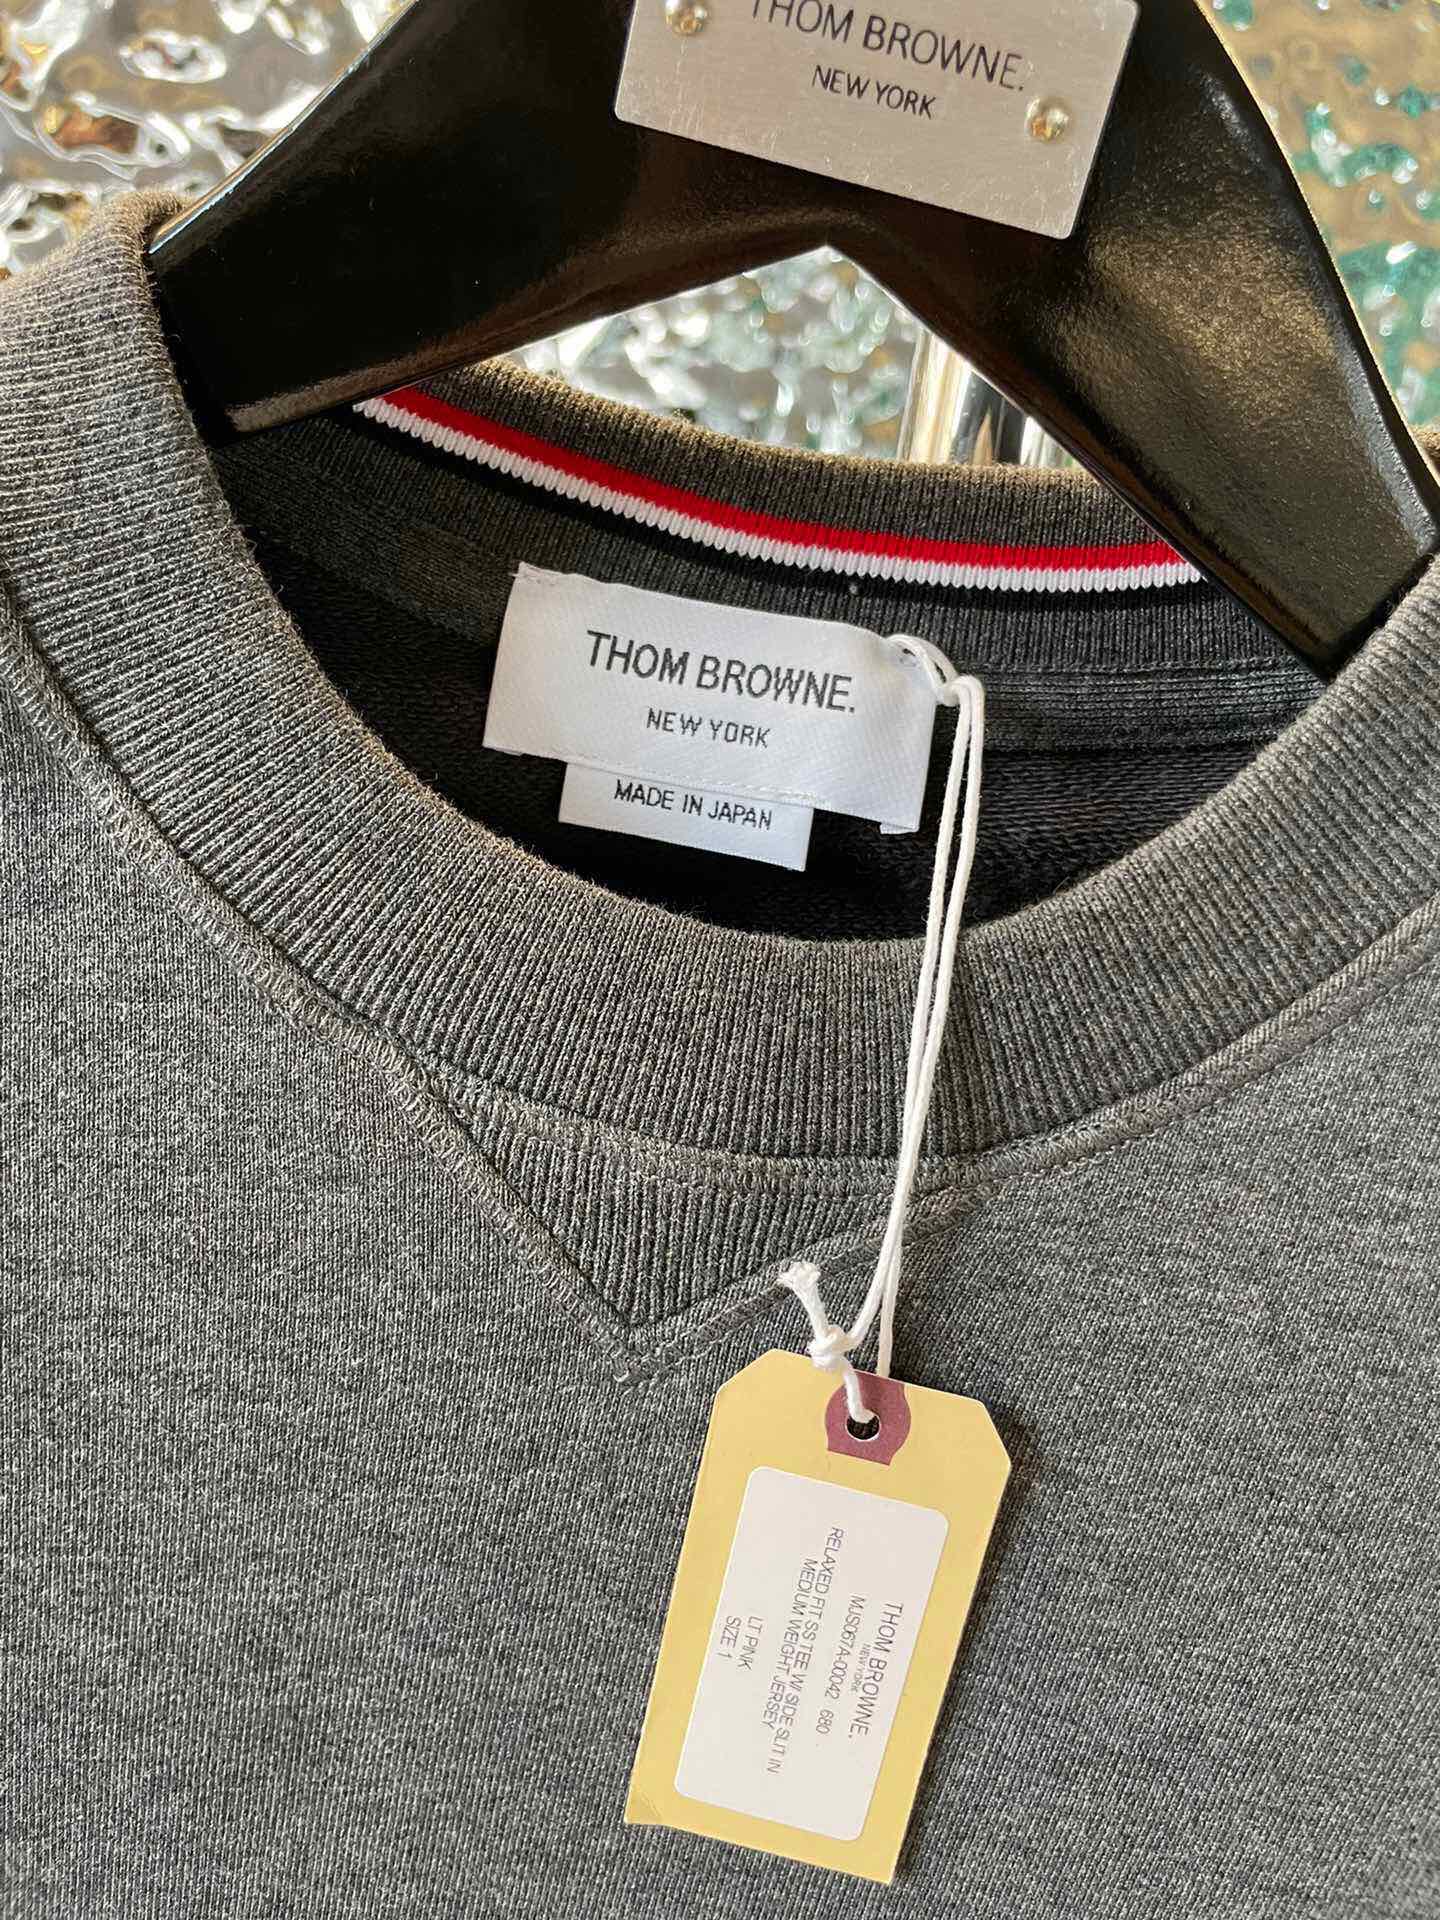 THOM BROWNE.
NEW YORK
THOM BROWNE.
NEW YORK
MADE IN JAPAN
THOM BROWNE.
NEW YORK
MJS067A-00042 680
RELAXED FIT SS TEE W/ SIDE SLIT IN
MEDIUM WEIGHT JERSEY
LT PINK
SIZE 1